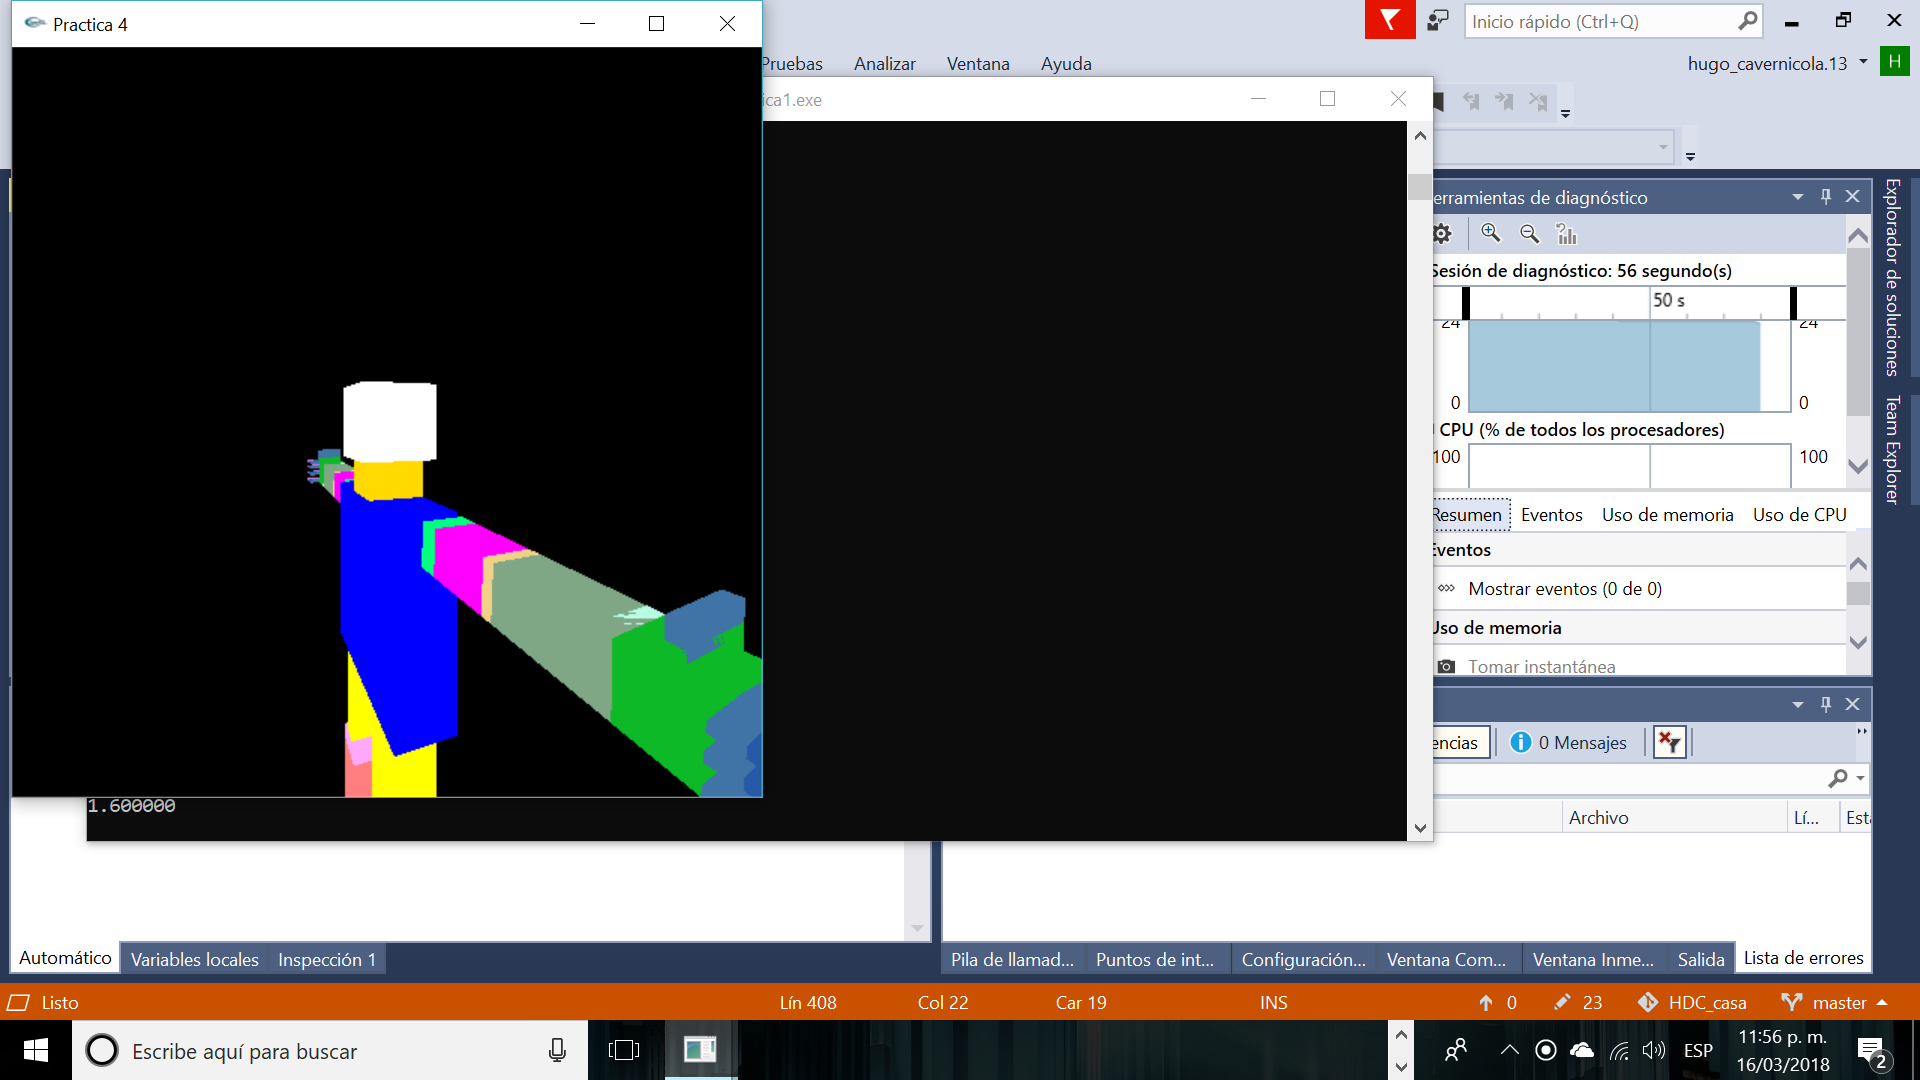 Practica 4
Inicio rápido (Ctrl+Q)
Pruebas Analizar Ventana Ayuda
hugo_cavernicola.13
H
ica1.exe
erramientas de diagnóstico
Sesión de diagnóstico: 56 segundo(s)
50 s
24 24
0 0
CPU (% de todos los procesadores)
100 100
Resumen Eventos Uso de memoria Uso de CPU
Eventos
Mostrar eventos (0 de 0)
Uso de memoria
Tomar instantánea
Explorador de soluciones
Team Explorer
encias 0 Mensajes
Archivo Lí... Esta
1.600000
Automático Variables locales Inspección 1
Pila de llamad... Puntos de int... Configuración... Ventana Com... Ventana Inme... Salida Lista de errores
Listo Lín 408 Col 22 Car 19 INS 0 23 HDC_casa master
Escribe aquí para buscar
ESP
11:56 p. m.
16/03/2018
2